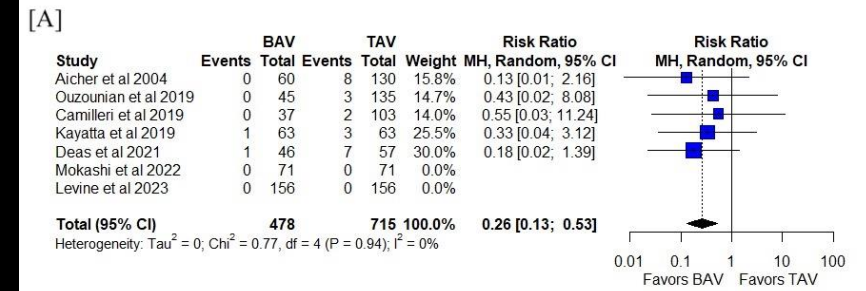 [A]
BAV TAV Risk Ratio Risk Ratio
Study Events Total Events Total Weight MH, Random, 95% CI MH, Random, 95% CI
Aicher et al 2004 0 60 8 130 15.8% 0.13 [0.01; 2.16]
Ouzounian et al 2019 0 45 3 135 14.7% 0.43 [0.02; 8.08]
Camilleri et al 2019 0 37 2 103 14.0% 0.55 [0.03; 11.24]
Kayatta et al 2019 1 63 3 63 25.5% 0.33 [0.04; 3.12]
Deas et al 2021 1 46 7 57 30.0% 0.18 [0.02; 1.39]
Mokashi et al 2022 0 71 0 71 0.0%
Levine et al 2023 0 156 0 156 0.0%
Total (95% CI) 478 715 100.0% 0.26 [0.13; 0.53]
Heterogeneity: Tau² = 0; Chi² = 0.77, df = 4 (P = 0.94); I² = 0%
0.01 0.1 1 10 100
Favors BAV Favors TAV